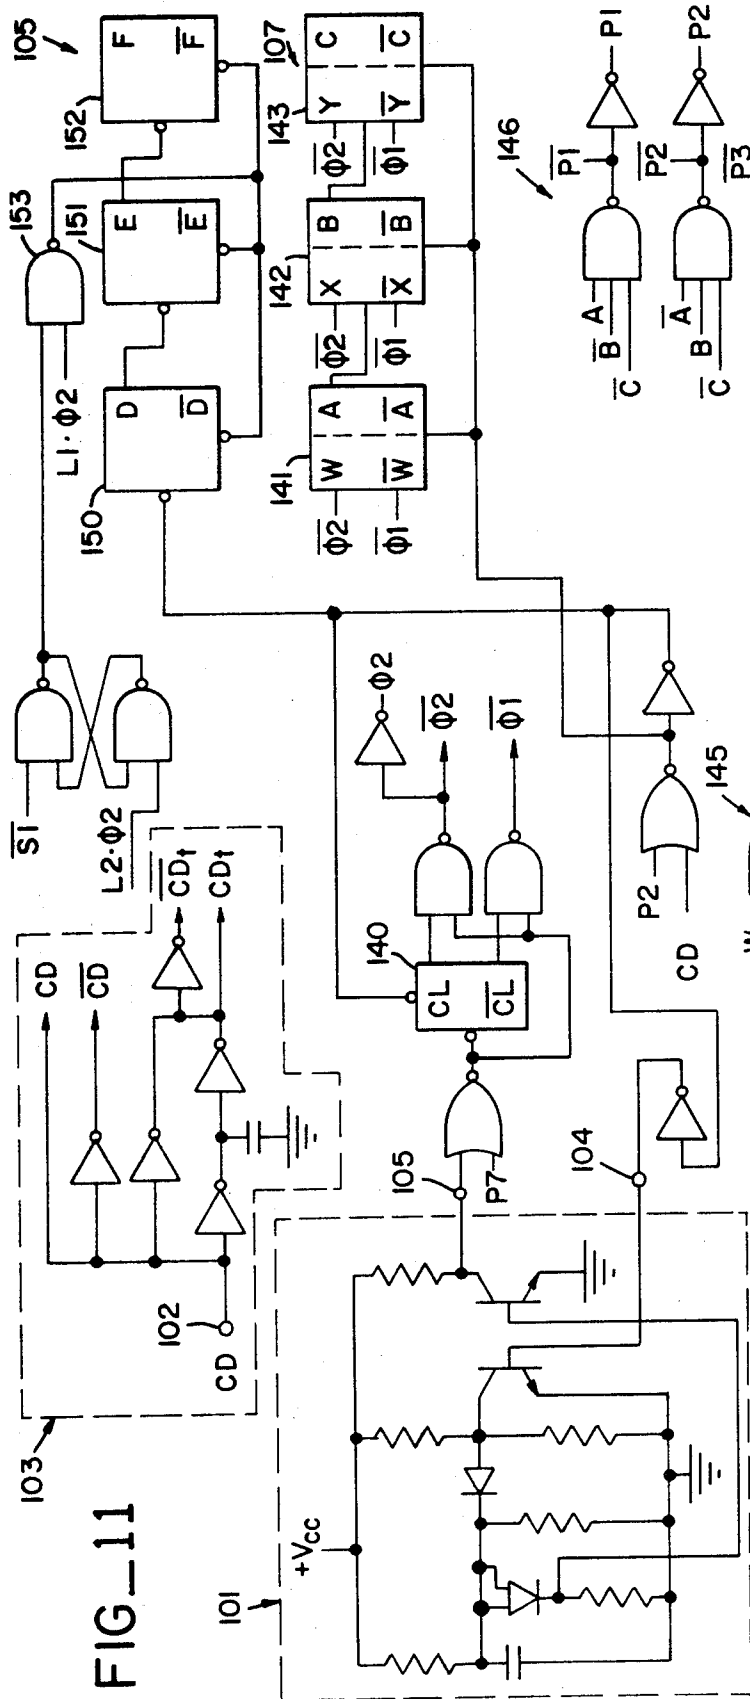 FIG_11
101
+Vcc
103
102
CD
CD
C̅D̅
C̅D̅t̅
CDt
S̅1̅
L2·Φ2
153
L1·Φ2
105
150
D
D̅
151
E
E̅
152
F
F̅
107
141
W
A
W̅
A̅
Φ̅2̅
Φ̅1̅
142
X
B
X̅
B̅
Φ̅2̅
Φ̅1̅
143
Y
C
Y̅
C̅
Φ̅2̅
Φ̅1̅
105
P7
140
CL
C̅L̅
Φ2
Φ̅2̅
Φ̅1̅
104
P2
CD
145
W
146
A
B̅
C̅
P̅1̅
P1
A̅
B
C̅
P̅2̅
P2
P̅3̅